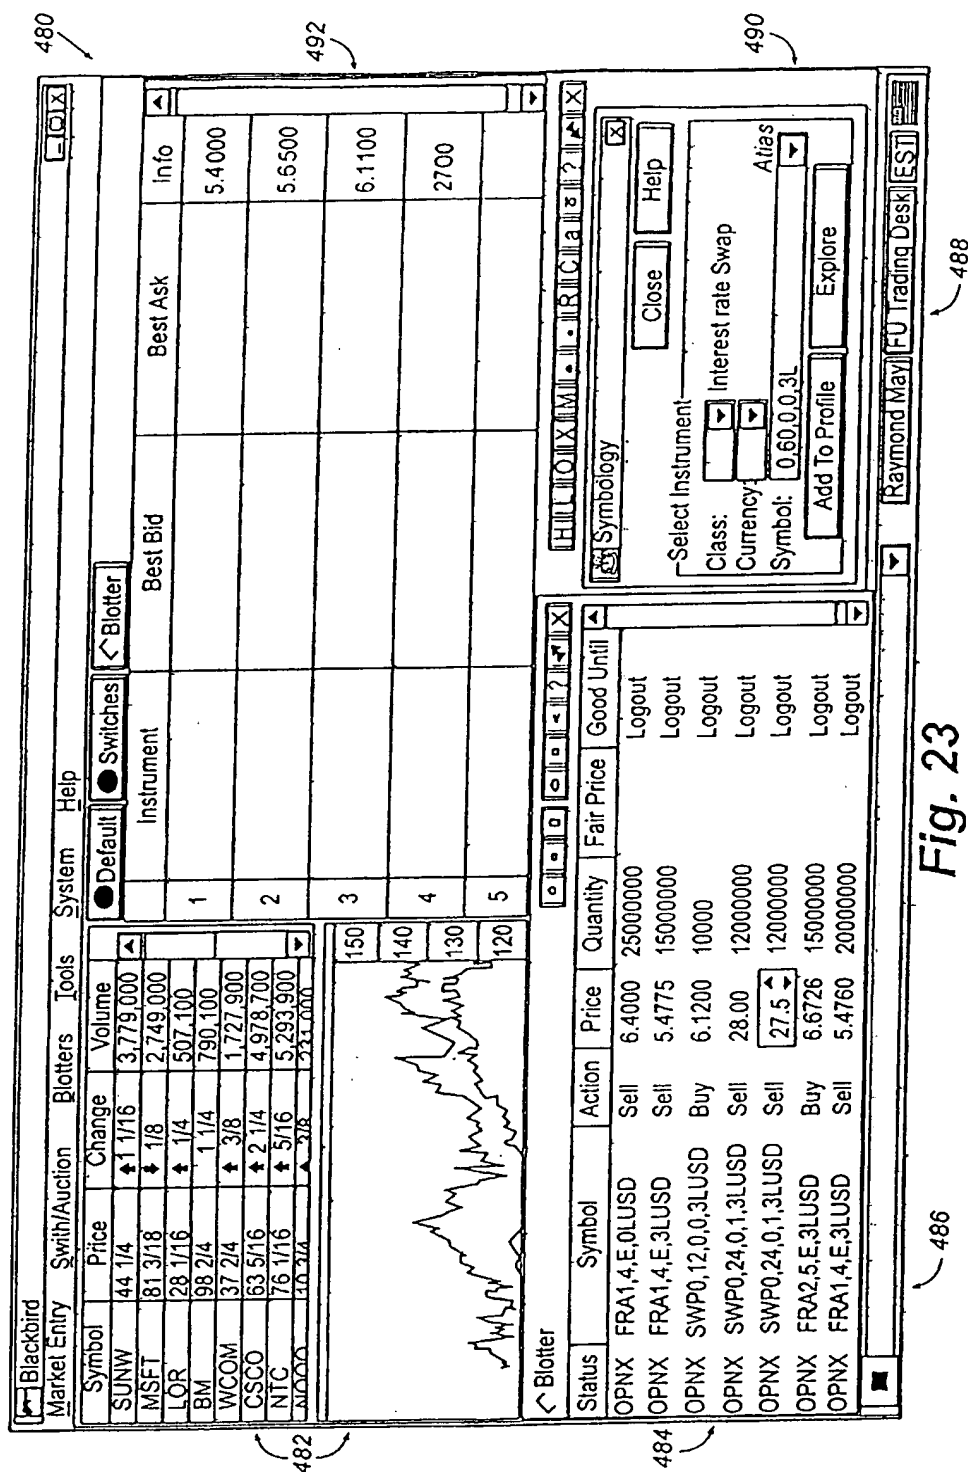 480
Blackbird
Market Entry Swith/Auction Blotters Tools System Help
Symbol Price Change Volume
SUNW 44 1/4 1 1/16 3,779,000
MSFT 81 3/18 1/8 2,749,000
LOR 28 1/16 1/4 507,100
BM 98 2/4 1 1/4 790,100
WCOM 37 2/4 3/8 1,727,900
CSCO 63 5/16 2 1/4 4,978,700
NTC 76 1/16 5/16 5,293,900
482
150
140
130
120
Default Switches Blotter
Instrument Best Bid Best Ask Info
1 5.4000
2 5.6500
3 6.1100
4 2700
5
492
Blotter
? X
Status Symbol Action Price Quantity Fair Price Good Until
OPNX FRA1,4,E,0LUSD Sell 6.4000 25000000 Logout
OPNX FRA1,4,E,3LUSD Sell 5.4775 15000000 Logout
OPNX SWP0,12,0,0,3LUSD Buy 6.1200 10000 Logout
OPNX SWP0,24,0,1,3LUSD Sell 28.00 12000000 Logout
OPNX SWP0,24,0,1,3LUSD Sell 27.5 12000000 Logout
OPNX FRA2,5,E,3LUSD Buy 6.6726 15000000 Logout
OPNX FRA1,4,E,3LUSD Sell 5.4760 20000000 Logout
484
486
H I L O X M R C a ? X
Symbology X
Close Help
Select Instrument
Class: Interest rate Swap
Currency:
Atias
Symbol: 0,60,0,0,3L
Add To Profile Explore
490
Raymond May FU Trading Desk EST
488
Fig. 23